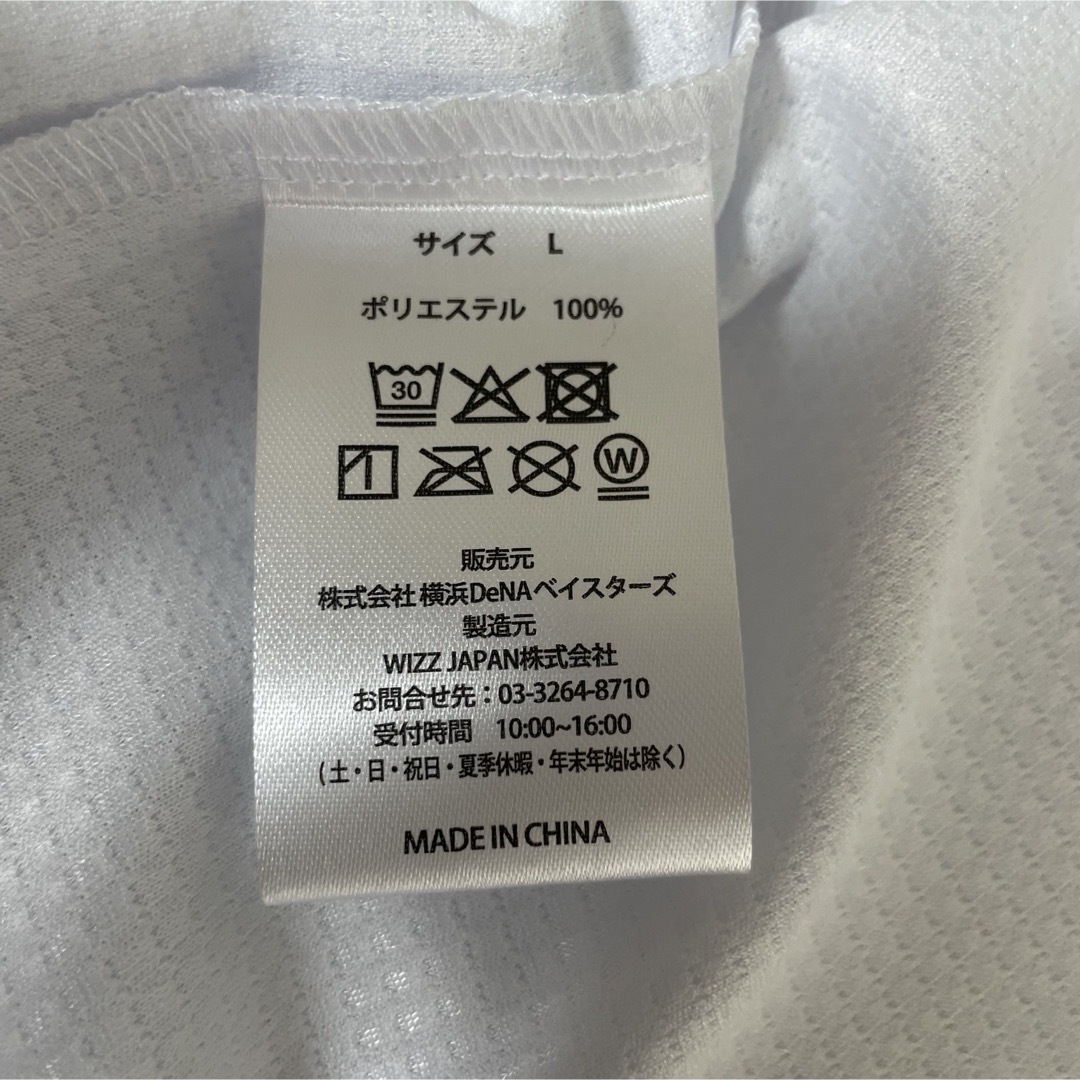 サイズ L
ポリエステル 100%
30
W
販売元
株式会社 横浜DeNAベイスターズ
製造元
WIZZ JAPAN株式会社
お問合せ先：03-3264-8710
受付時間 10:00~16:00
(土・日・祝日・夏季休暇・年末年始は除く)
MADE IN CHINA